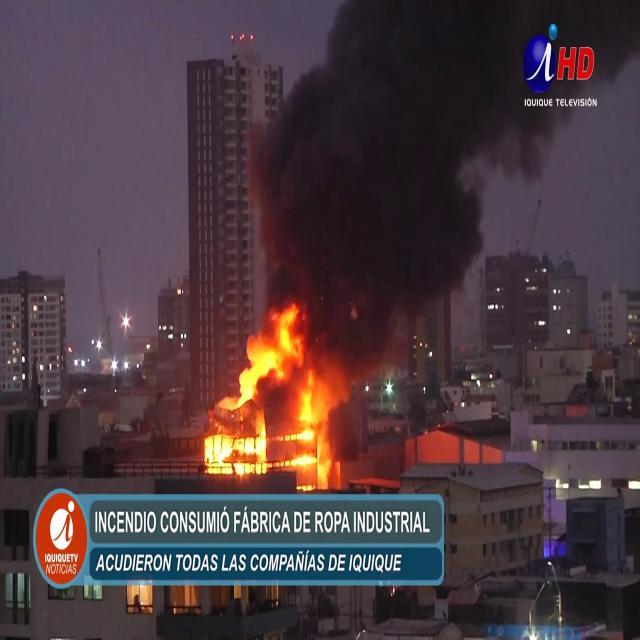 iHD
IQUIQUE TELEVISIÓN
INCENDIO CONSUMIÓ FÁBRICA DE ROPA INDUSTRIAL
ACUDIERON TODAS LAS COMPAÑÍAS DE IQUIQUE
i
IQUIQUETV
NOTICIAS